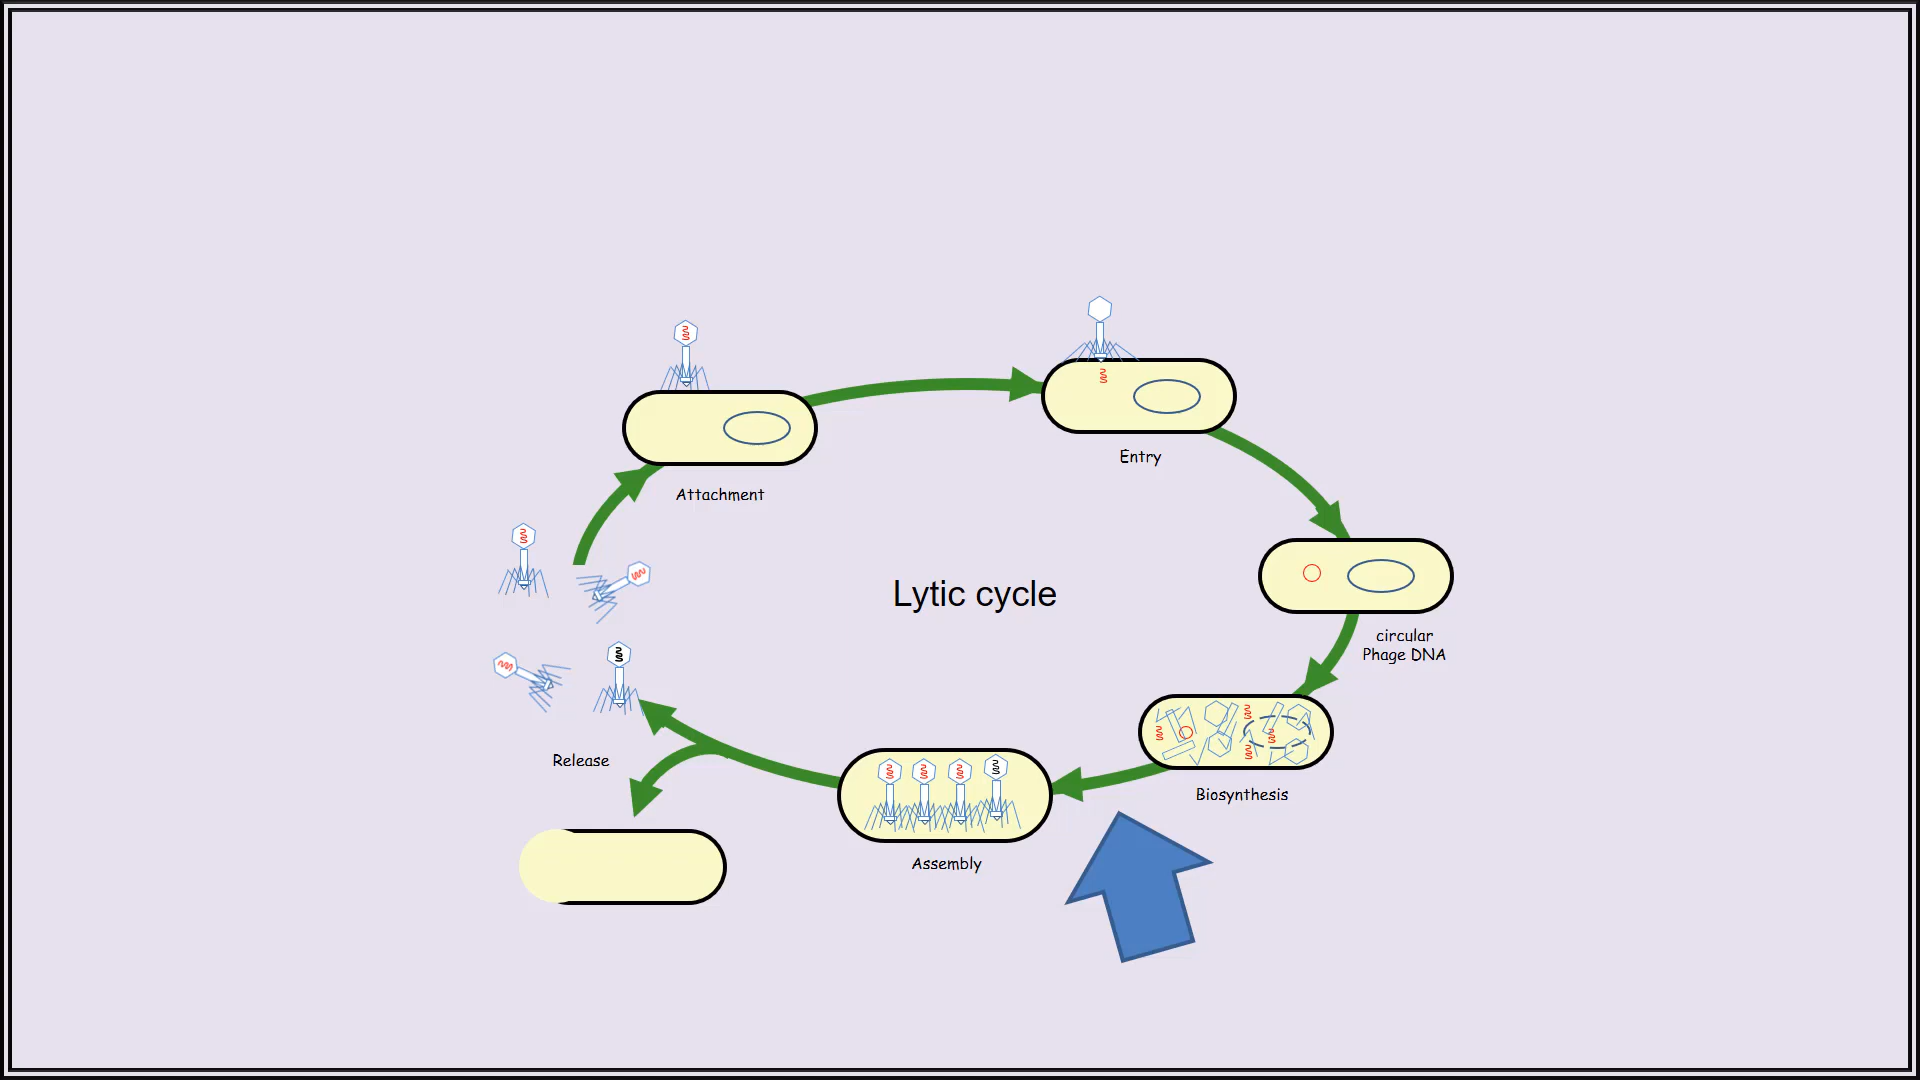 Entry
Attachment
Lytic cycle
circular
Phage DNA
Release
Biosynthesis
Assembly